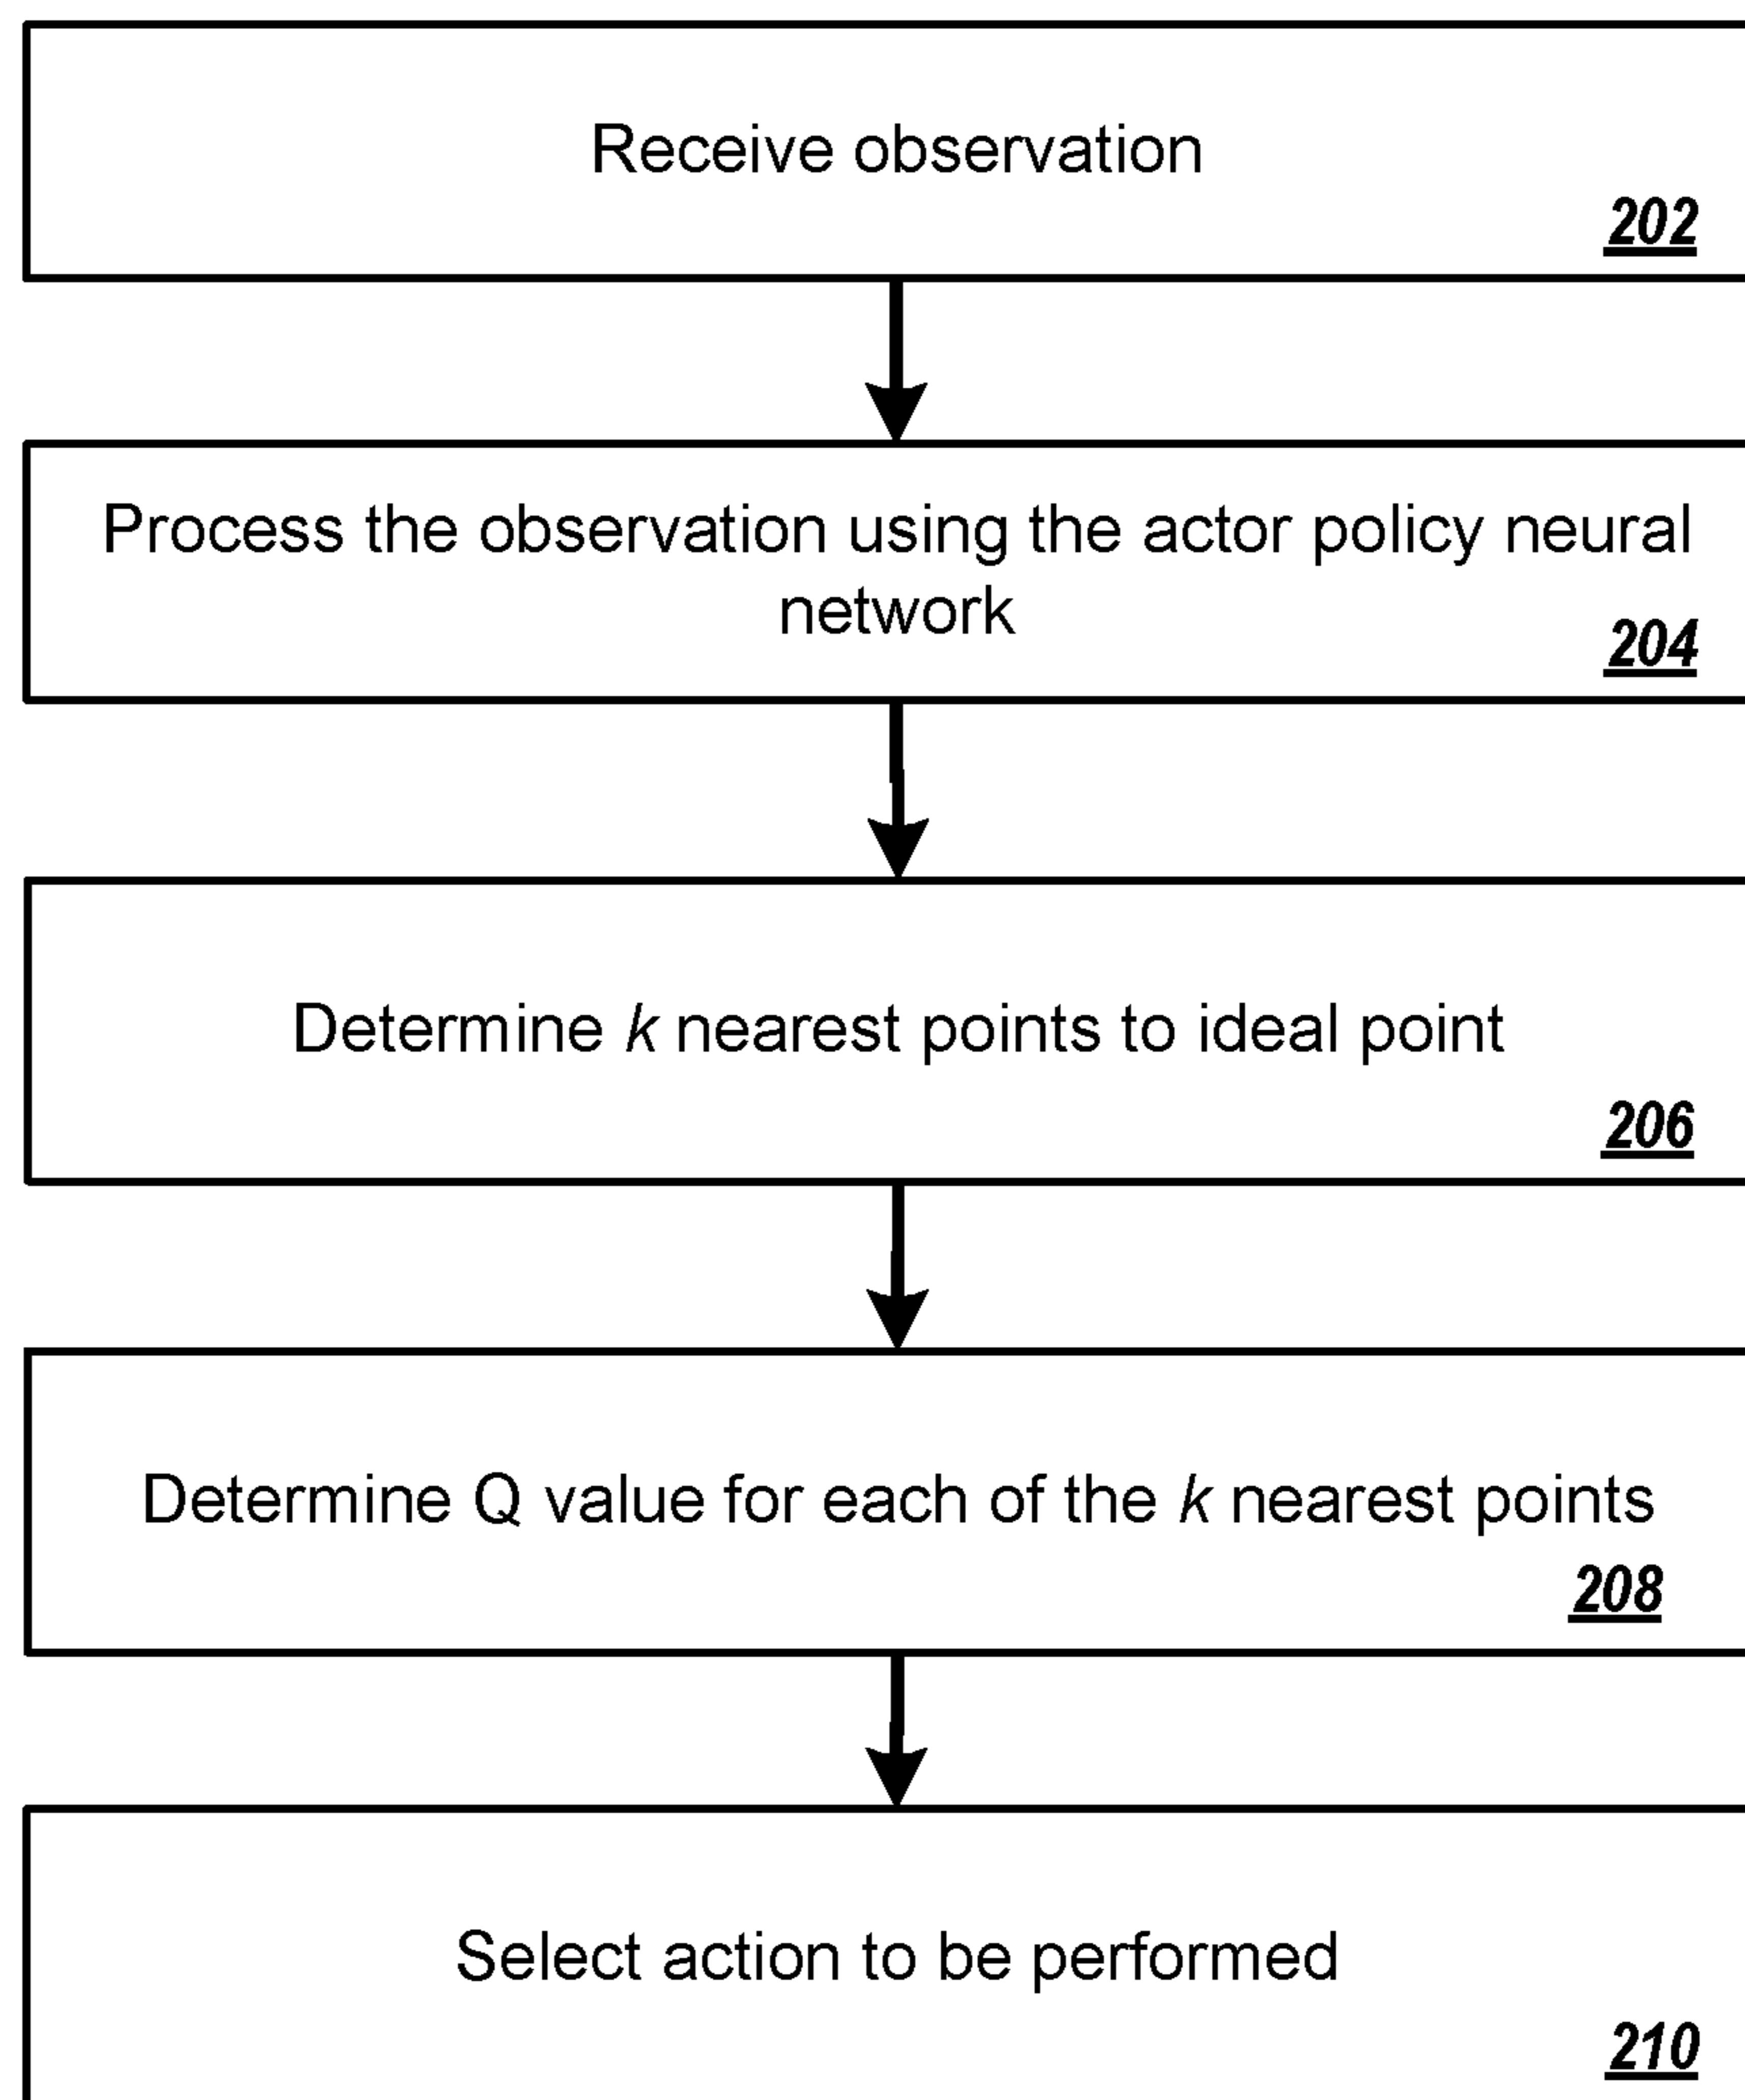 Receive observation
202
Process the observation using the actor policy neural
network
204
Determine k nearest points to ideal point
206
Determine Q value for each of the k nearest points
208
Select action to be performed
210